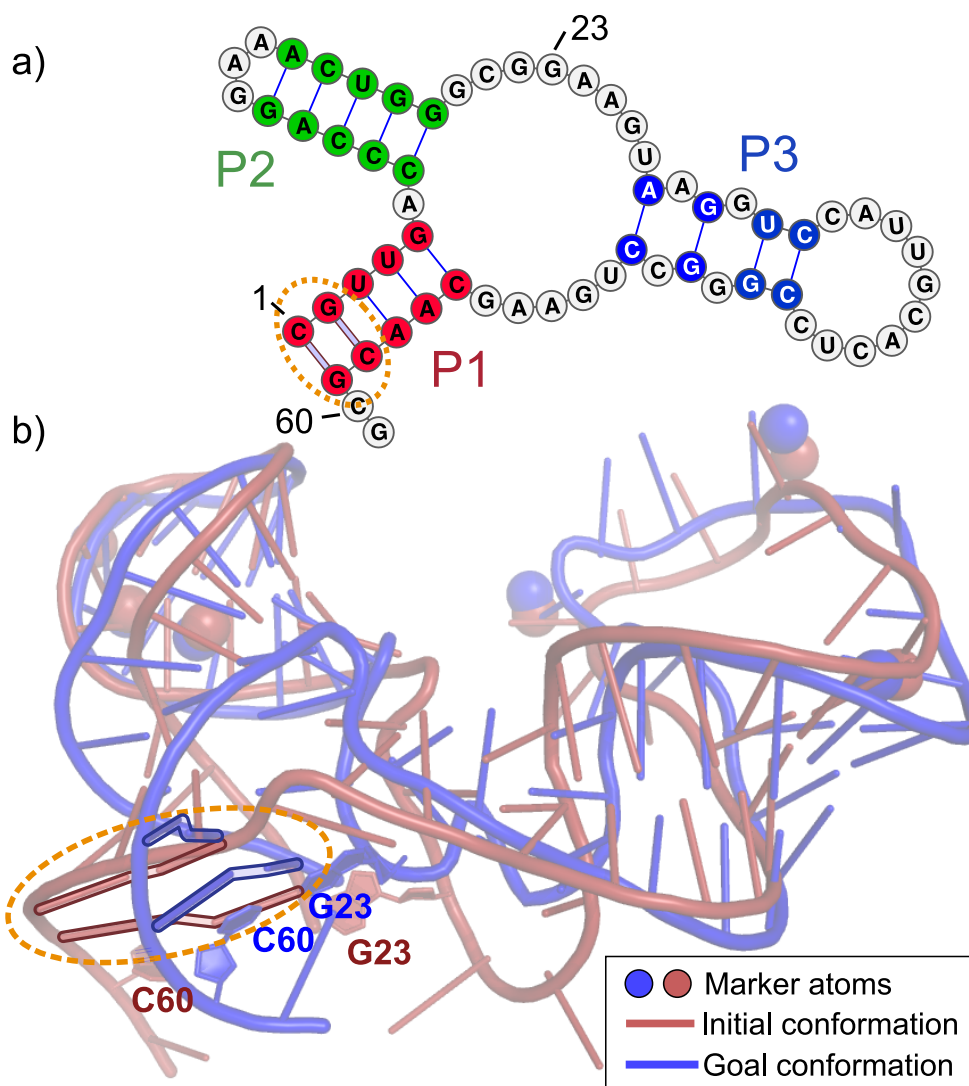 a)
23
C G U U G A C C C A G G A A A C U G G G C G G A A G U A A G G U C C A U U G C A C U C C G G G C C U G A A G C A A C G C G
P2
P3
1
P1
60
b)
G23
C60
G23
C60
Marker atoms
Initial conformation
Goal conformation